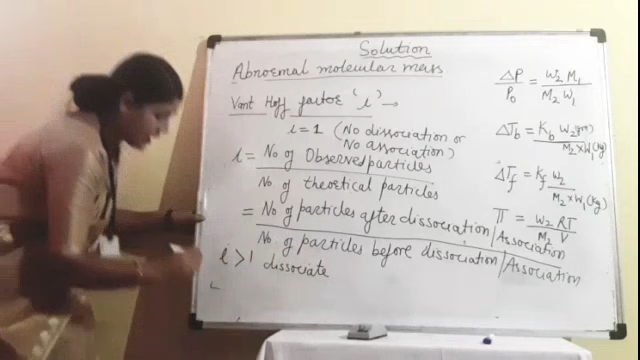 Solution
Abnormal molecular mass
Vant Hoff factor 'i' →
i = 1 (No dissociation or
No association)
i = No of Observed particles
No of theoretical particles
= No of particles after dissociation/Association
No of particles before dissociation/Association
i > 1
dissociate
ΔP/P₀ = W₂ M₁/M₂ W₁
ΔTb = Kb W₂(gm)/M₂ × W₁(kg)
ΔTf = Kf W₂/M₂ × W₁(kg)
π = W₂ RT/M₂ V